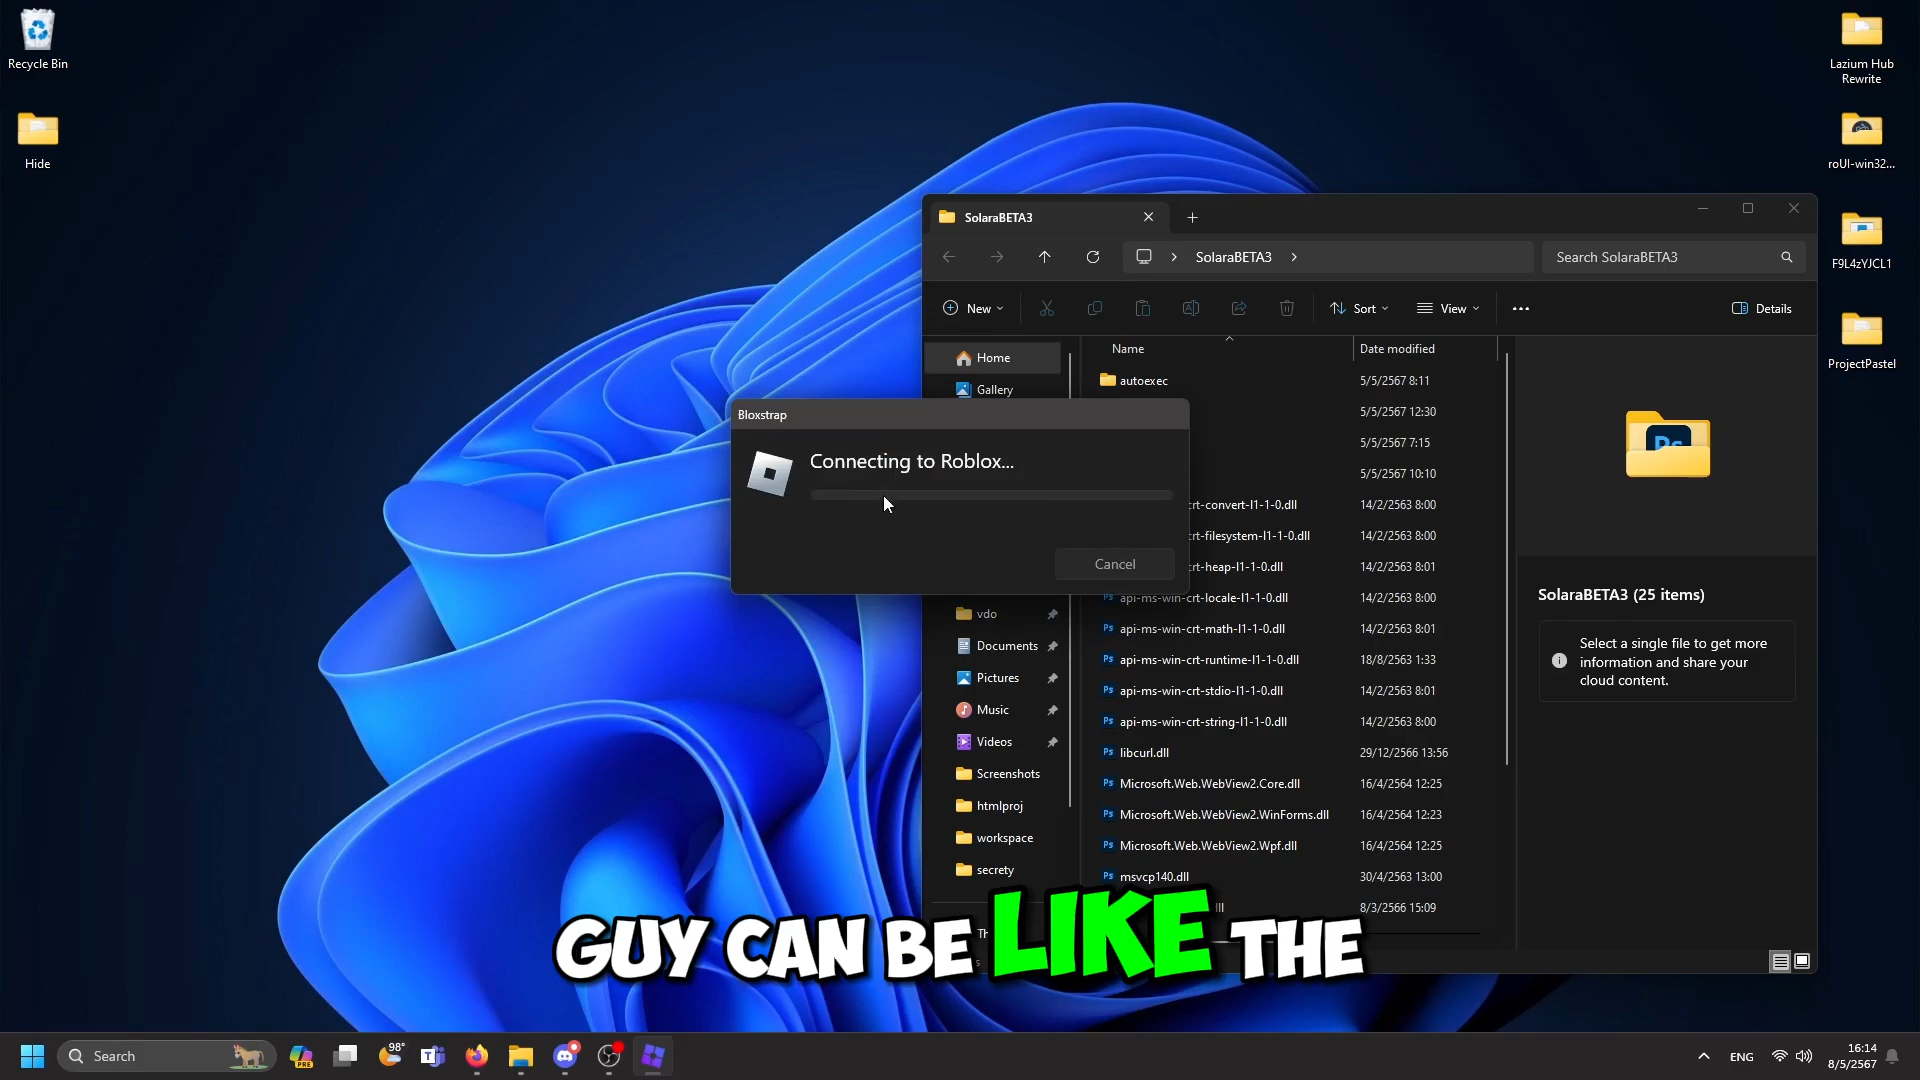 Recycle Bin
Hide
Lazium Hub
Rewrite
roUI-win32...
F9L4zYJCL1
ProjectPastel
SolaraBETA3
SolaraBETA3
Search SolaraBETA3
New
Sort
View
Details
Home
Gallery
vdo
Documents
Pictures
Music
Videos
Screenshots
htmlproj
workspace
secrety
Th
Name
Date modified
autoexec 5/5/2567 8:11
5/5/2567 12:30
5/5/2567 7:15
5/5/2567 10:10
crt-convert-l1-1-0.dll 14/2/2563 8:00
crt-filesystem-l1-1-0.dll 14/2/2563 8:00
crt-heap-l1-1-0.dll 14/2/2563 8:01
api-ms-win-crt-locale-l1-1-0.dll 14/2/2563 8:00
api-ms-win-crt-math-l1-1-0.dll 14/2/2563 8:01
api-ms-win-crt-runtime-l1-1-0.dll 18/8/2563 1:33
api-ms-win-crt-stdio-l1-1-0.dll 14/2/2563 8:01
api-ms-win-crt-string-l1-1-0.dll 14/2/2563 8:00
libcurl.dll 29/12/2566 13:56
Microsoft.Web.WebView2.Core.dll 16/4/2564 12:25
Microsoft.Web.WebView2.WinForms.dll 16/4/2564 12:23
Microsoft.Web.WebView2.Wpf.dll 16/4/2564 12:25
msvcp140.dll 30/4/2563 13:00
8/3/2566 15:09
Ps
SolaraBETA3 (25 items)
Select a single file to get more
information and share your
cloud content.
Bloxstrap
Connecting to Roblox...
Cancel
GUY CAN BE LIKE THE
Search
PRE
98°
ENG
16:14
8/5/2567